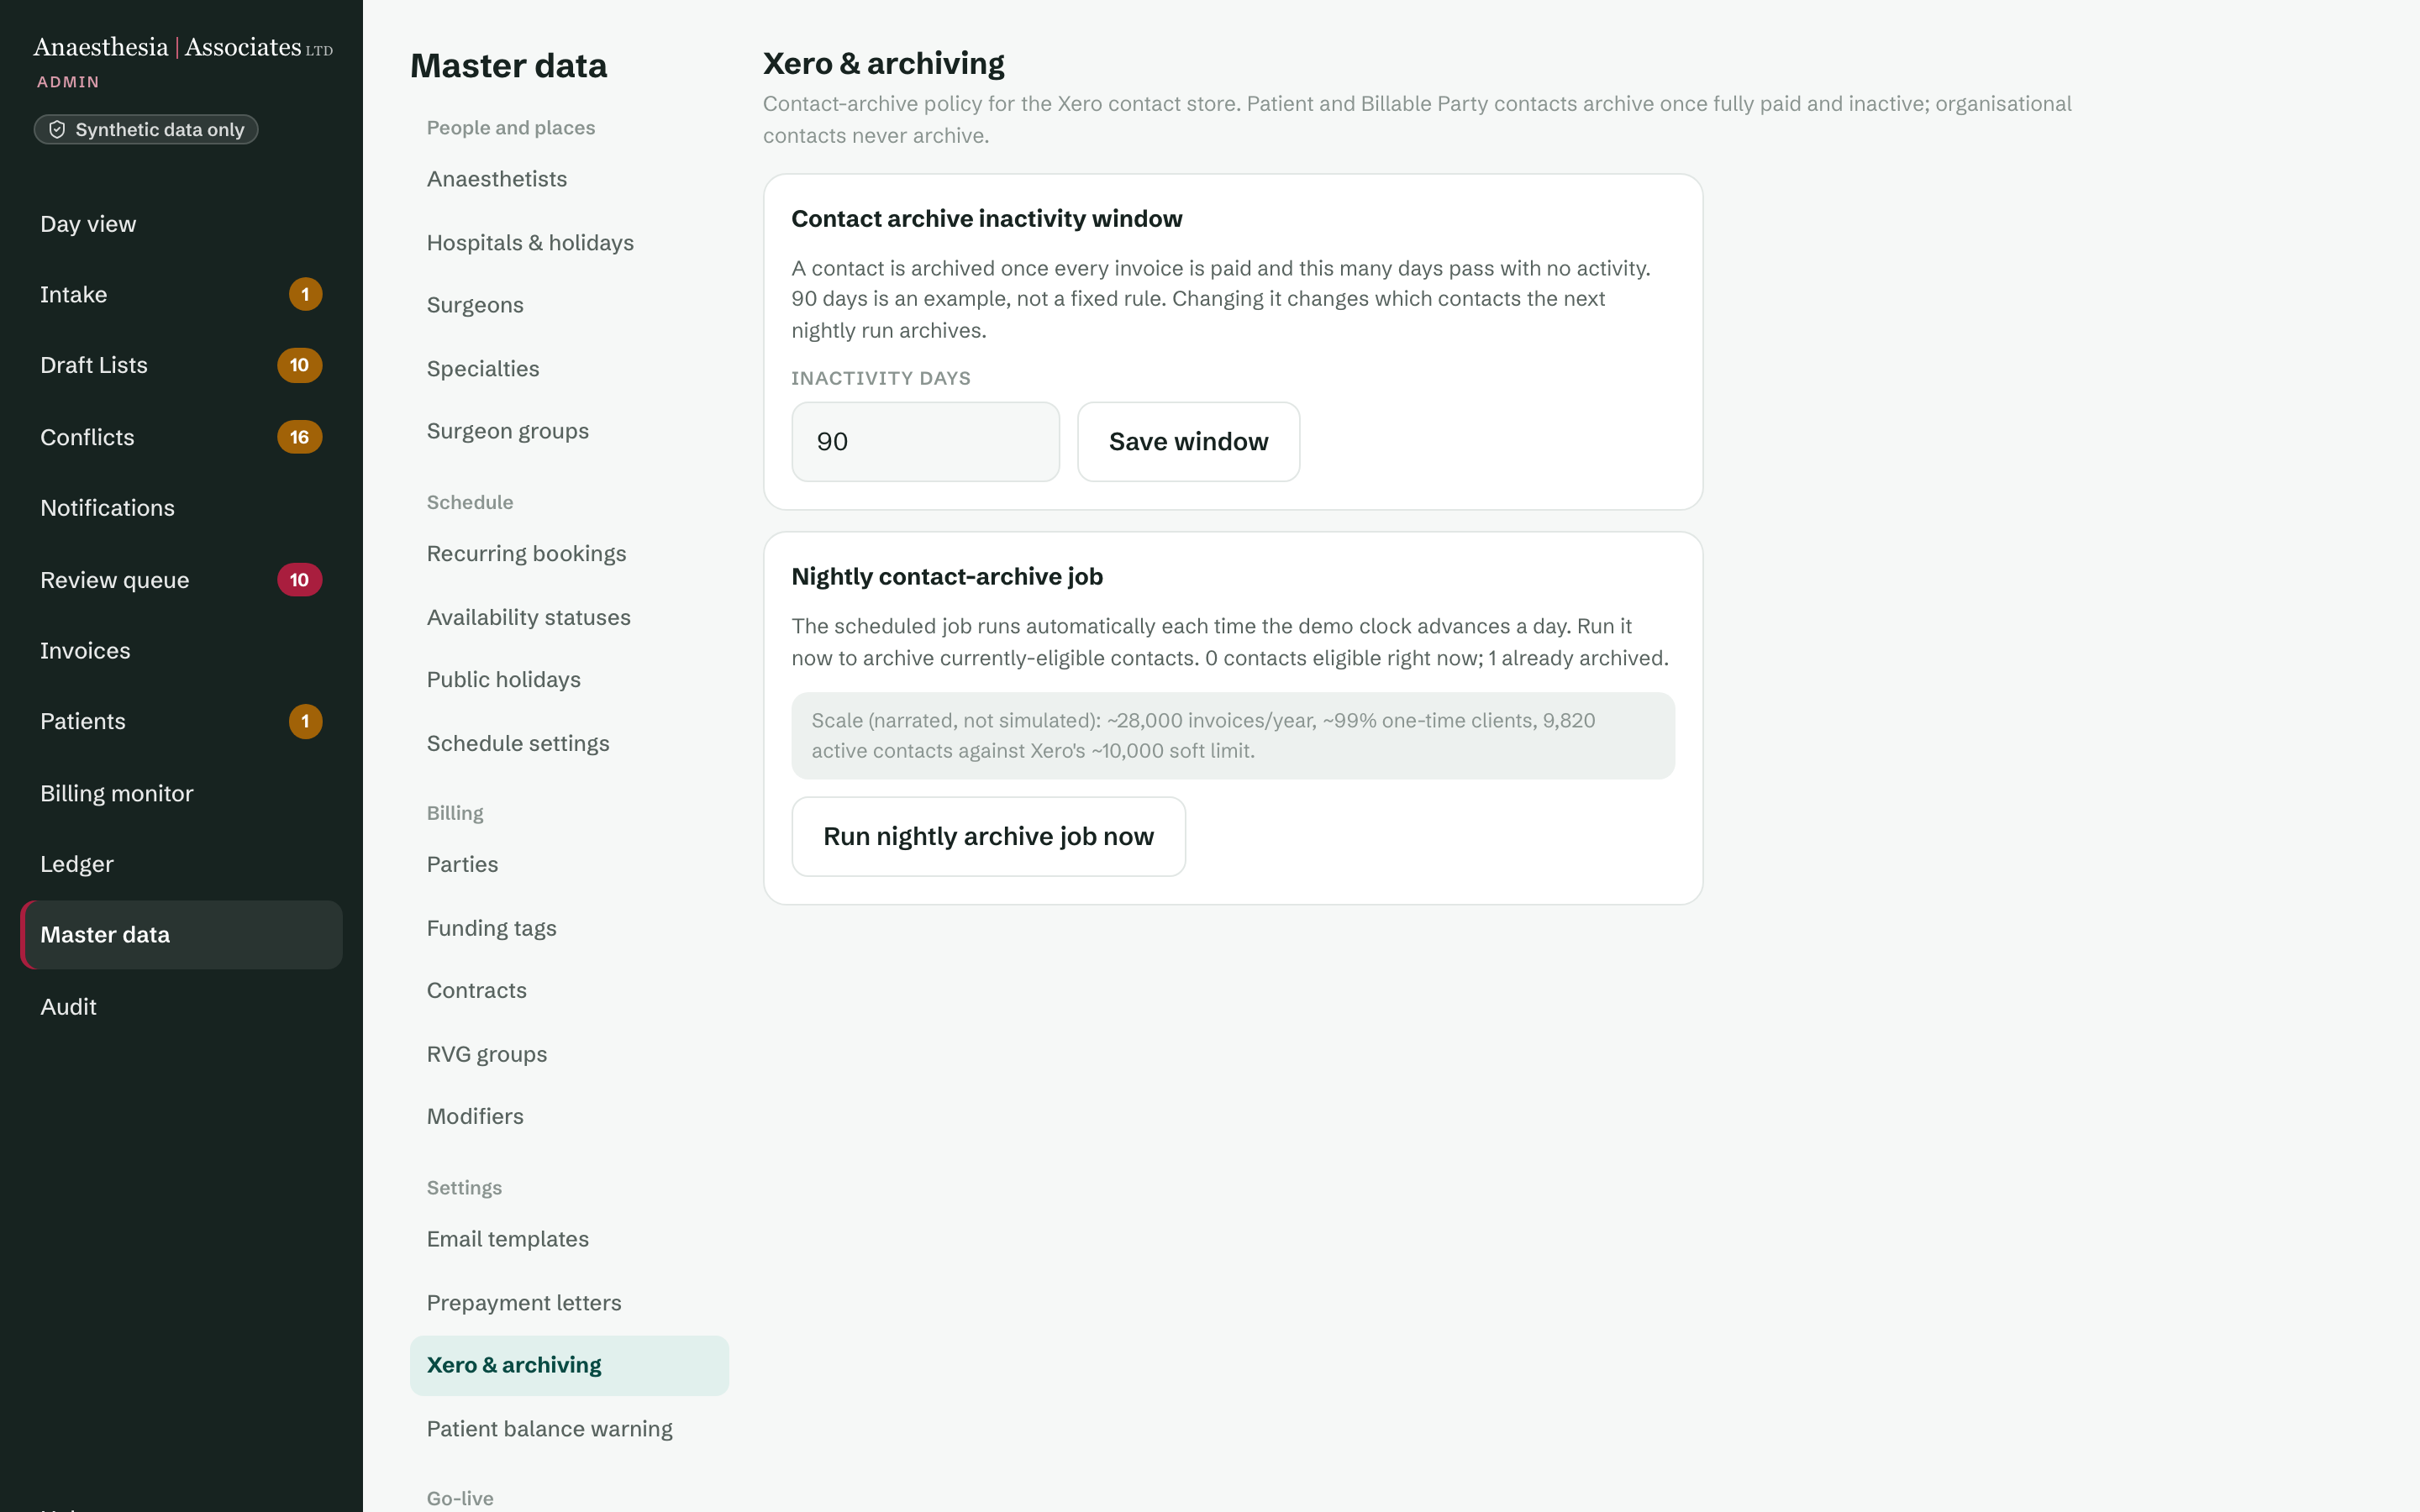 Anaesthesia | Associates LTD
ADMIN
Synthetic data only
Day view
Intake 1
Draft Lists 10
Conflicts 16
Notifications
Review queue 10
Invoices
Patients 1
Billing monitor
Ledger
Master data
Audit
Master data
People and places
Anaesthetists
Hospitals & holidays
Surgeons
Specialties
Surgeon groups
Schedule
Recurring bookings
Availability statuses
Public holidays
Schedule settings
Billing
Parties
Funding tags
Contracts
RVG groups
Modifiers
Settings
Email templates
Prepayment letters
Xero & archiving
Patient balance warning
Go-live
Xero & archiving
Contact-archive policy for the Xero contact store. Patient and Billable Party contacts archive once fully paid and inactive; organisational
contacts never archive.
Contact archive inactivity window
A contact is archived once every invoice is paid and this many days pass with no activity.
90 days is an example, not a fixed rule. Changing it changes which contacts the next
nightly run archives.
INACTIVITY DAYS
90
Save window
Nightly contact-archive job
The scheduled job runs automatically each time the demo clock advances a day. Run it
now to archive currently-eligible contacts. 0 contacts eligible right now; 1 already archived.
Scale (narrated, not simulated): ~28,000 invoices/year, ~99% one-time clients, 9,820
active contacts against Xero's ~10,000 soft limit.
Run nightly archive job now